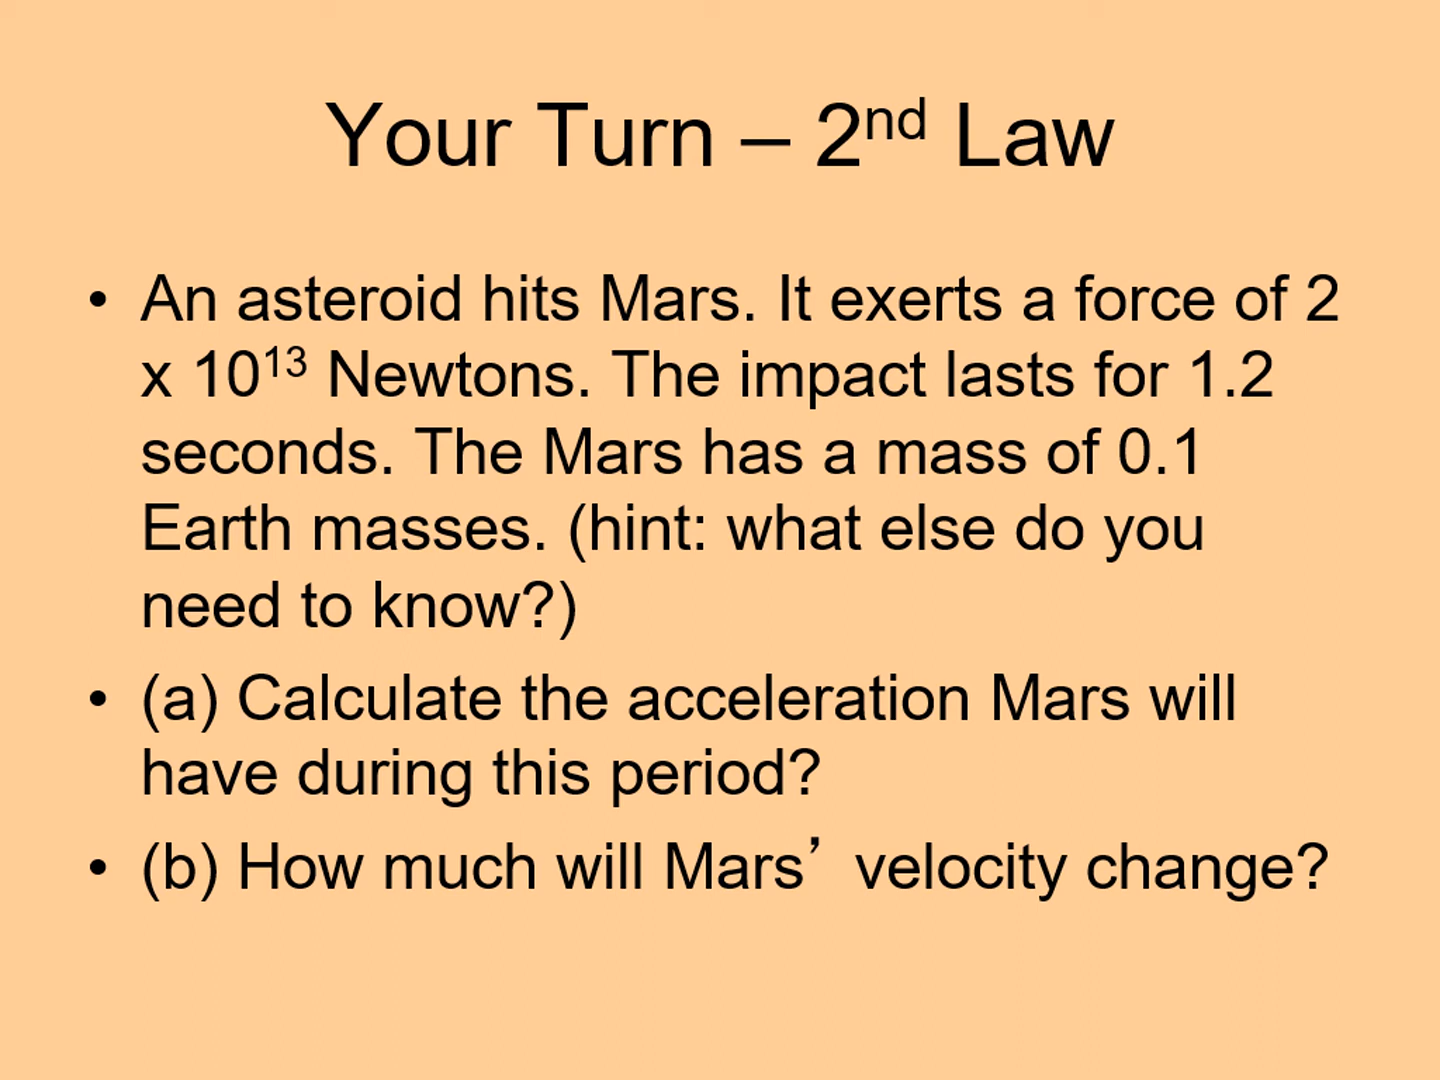 Your Turn – 2nd Law
• An asteroid hits Mars. It exerts a force of 2
x 10¹³ Newtons. The impact lasts for 1.2
seconds. The Mars has a mass of 0.1
Earth masses. (hint: what else do you
need to know?)
• (a) Calculate the acceleration Mars will
have during this period?
• (b) How much will Mars’ velocity change?